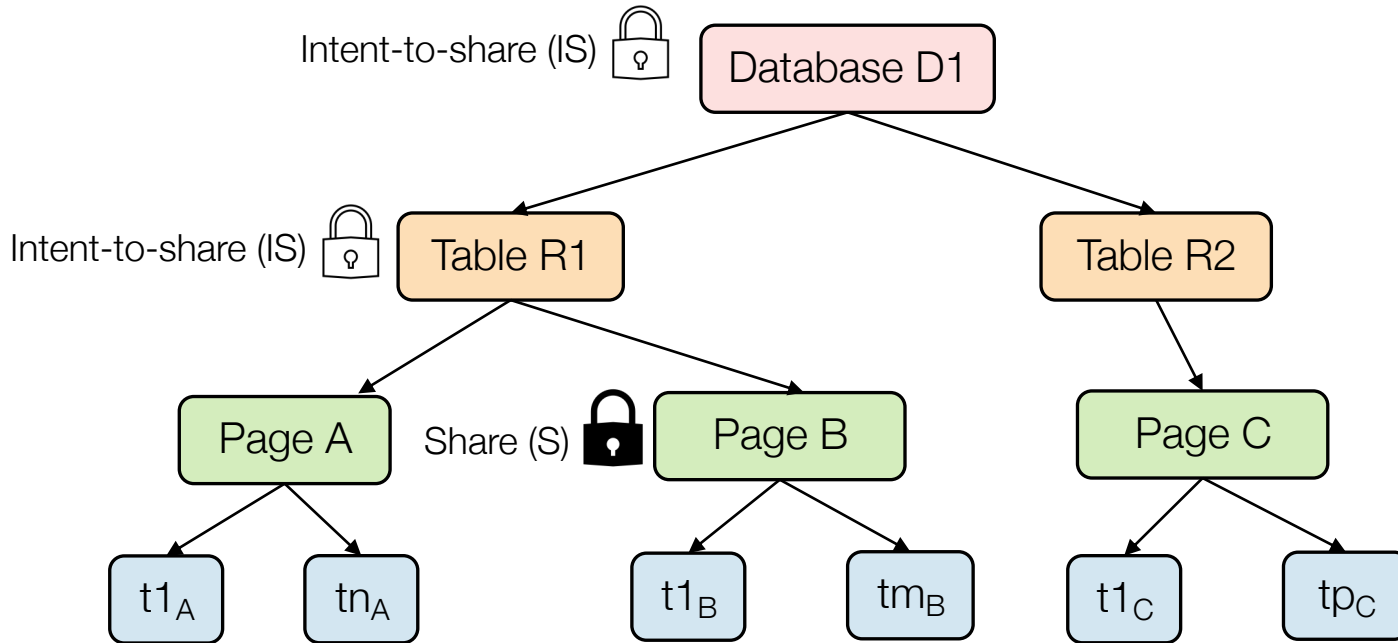 Intent-to-share (IS)
Database D1
Intent-to-share (IS)
Table R1
Table R2
Page A
Share (S)
Page B
Page C
t1A
tnA
t1B
tmB
t1C
tpC